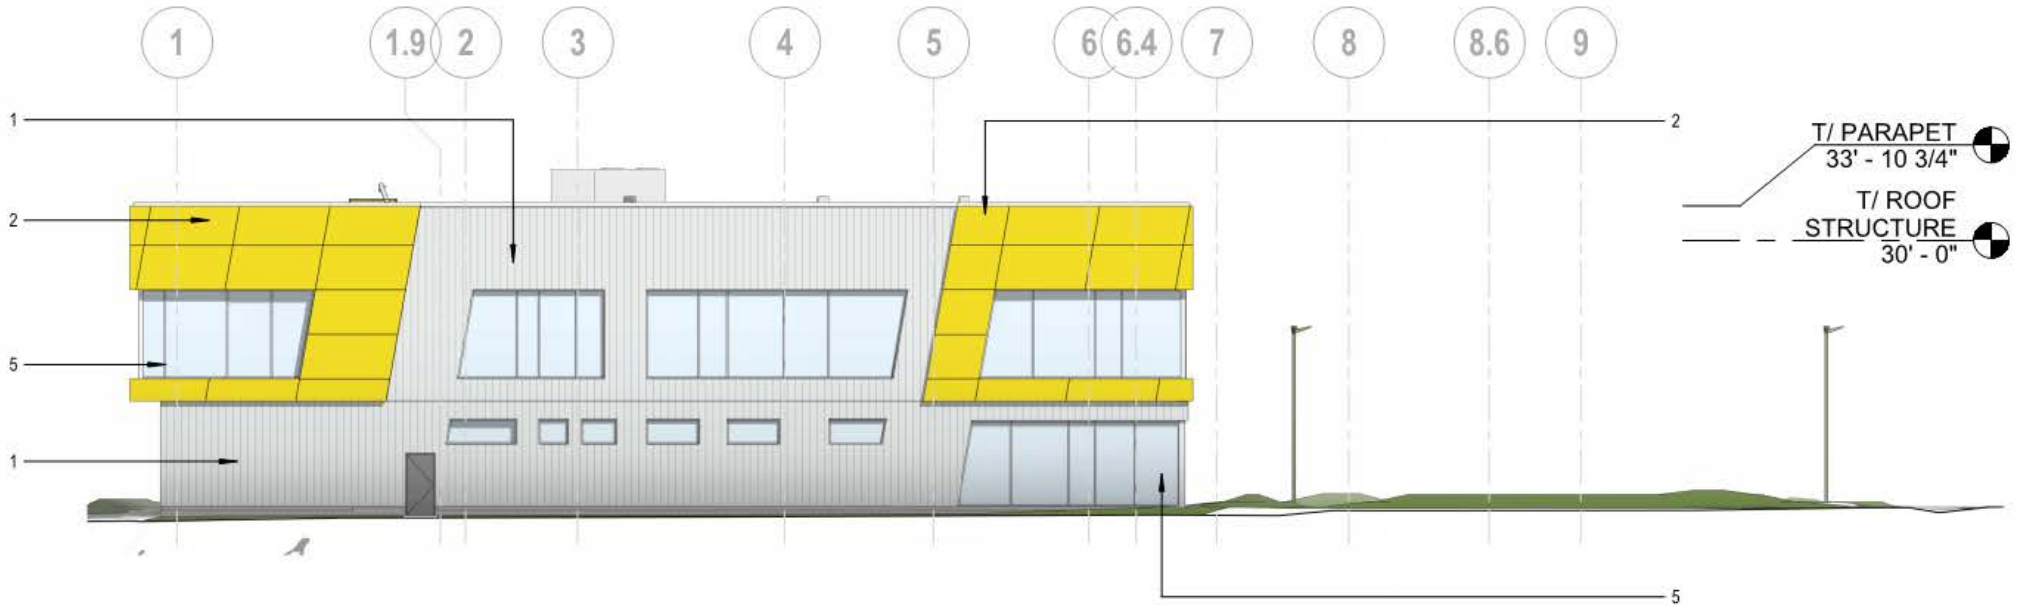 1 1.9 2 3 4 5 6 6.4 7 8 8.6 9
1
2
T/ PARAPET
33' - 10 3/4"
2
T/ ROOF
STRUCTURE
30' - 0"
5
1
5